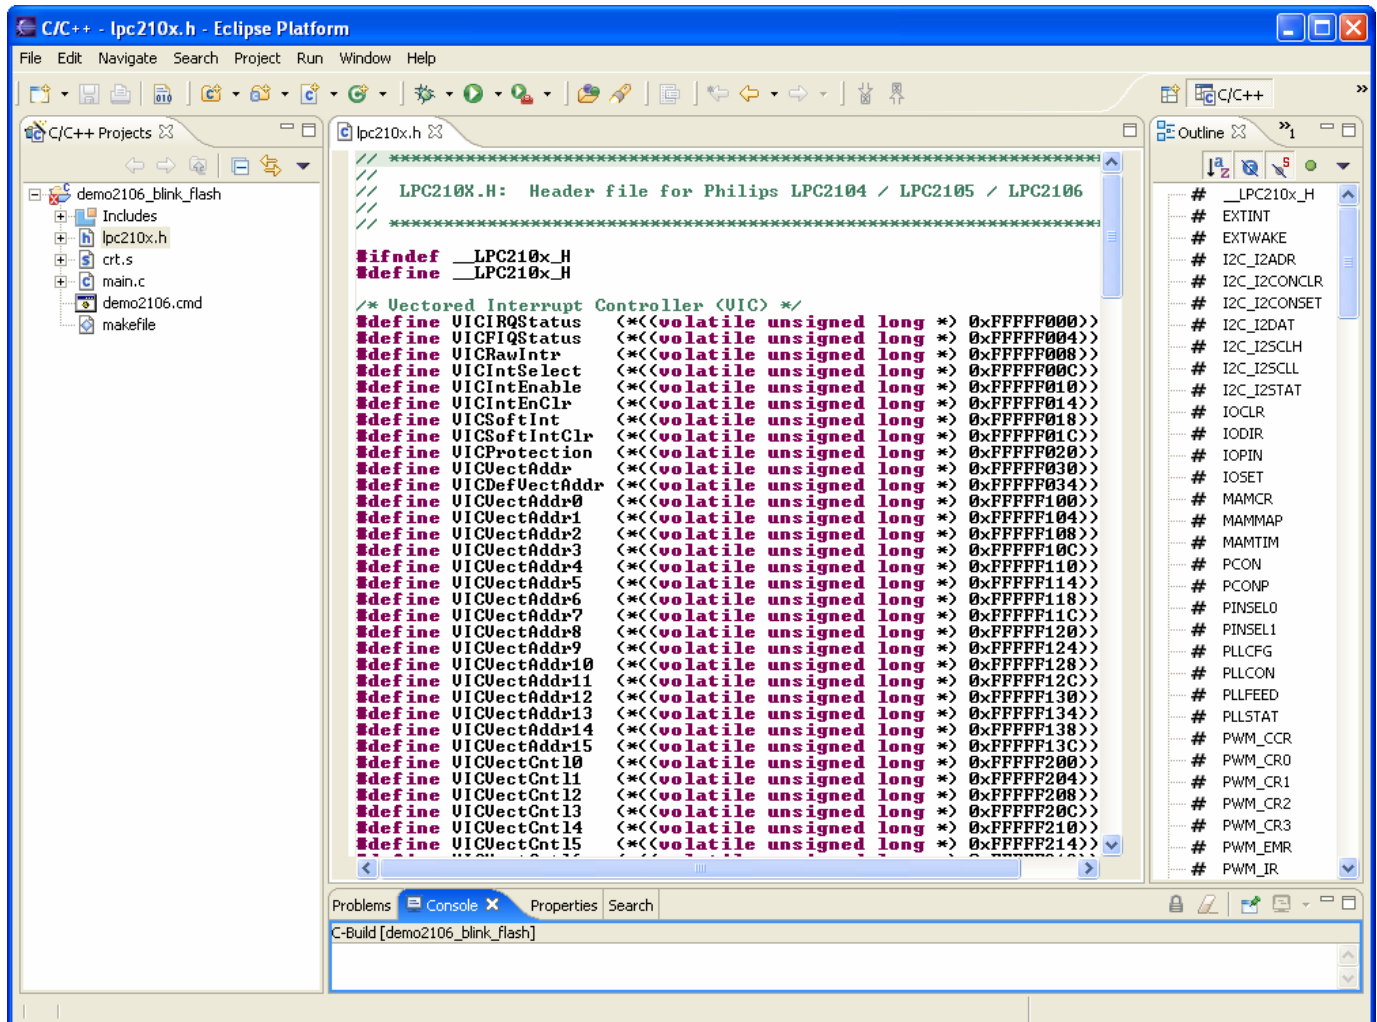 C/C++ - lpc210x.h - Eclipse Platform
File Edit Navigate Search Project Run Window Help
C/C++
C/C++ Projects
demo2106_blink_flash
Includes
lpc210x.h
crt.s
main.c
demo2106.cmd
makefile
lpc210x.h
// ************************************************************************
//
// LPC210X.H: Header file for Philips LPC2104 / LPC2105 / LPC2106
//
// ************************************************************************
#ifndef __LPC210x_H
#define __LPC210x_H
/* Vectored Interrupt Controller (VIC) */
#define VICIRQStatus (*((volatile unsigned long *) 0xFFFFF000))
#define VICFIQStatus (*((volatile unsigned long *) 0xFFFFF004))
#define VICRawIntr (*((volatile unsigned long *) 0xFFFFF008))
#define VICIntSelect (*((volatile unsigned long *) 0xFFFFF00C))
#define VICIntEnable (*((volatile unsigned long *) 0xFFFFF010))
#define VICIntEnClr (*((volatile unsigned long *) 0xFFFFF014))
#define VICSoftInt (*((volatile unsigned long *) 0xFFFFF018))
#define VICSoftIntClr (*((volatile unsigned long *) 0xFFFFF01C))
#define VICProtection (*((volatile unsigned long *) 0xFFFFF020))
#define VICVectAddr (*((volatile unsigned long *) 0xFFFFF030))
#define VICDefVectAddr (*((volatile unsigned long *) 0xFFFFF034))
#define VICVectAddr0 (*((volatile unsigned long *) 0xFFFFF100))
#define VICVectAddr1 (*((volatile unsigned long *) 0xFFFFF104))
#define VICVectAddr2 (*((volatile unsigned long *) 0xFFFFF108))
#define VICVectAddr3 (*((volatile unsigned long *) 0xFFFFF10C))
#define VICVectAddr4 (*((volatile unsigned long *) 0xFFFFF110))
#define VICVectAddr5 (*((volatile unsigned long *) 0xFFFFF114))
#define VICVectAddr6 (*((volatile unsigned long *) 0xFFFFF118))
#define VICVectAddr7 (*((volatile unsigned long *) 0xFFFFF11C))
#define VICVectAddr8 (*((volatile unsigned long *) 0xFFFFF120))
#define VICVectAddr9 (*((volatile unsigned long *) 0xFFFFF124))
#define VICVectAddr10 (*((volatile unsigned long *) 0xFFFFF128))
#define VICVectAddr11 (*((volatile unsigned long *) 0xFFFFF12C))
#define VICVectAddr12 (*((volatile unsigned long *) 0xFFFFF130))
#define VICVectAddr13 (*((volatile unsigned long *) 0xFFFFF134))
#define VICVectAddr14 (*((volatile unsigned long *) 0xFFFFF138))
#define VICVectAddr15 (*((volatile unsigned long *) 0xFFFFF13C))
#define VICVectCntl0 (*((volatile unsigned long *) 0xFFFFF200))
#define VICVectCntl1 (*((volatile unsigned long *) 0xFFFFF204))
#define VICVectCntl2 (*((volatile unsigned long *) 0xFFFFF208))
#define VICVectCntl3 (*((volatile unsigned long *) 0xFFFFF20C))
#define VICVectCntl4 (*((volatile unsigned long *) 0xFFFFF210))
#define VICVectCntl5 (*((volatile unsigned long *) 0xFFFFF214))
Outline
__LPC210x_H
EXTINT
EXTWAKE
I2C_I2ADR
I2C_I2CONCLR
I2C_I2CONSET
I2C_I2DAT
I2C_I2SCLH
I2C_I2SCLL
I2C_I2STAT
IOCLR
IODIR
IOPIN
IOSET
MAMCR
MAMMAP
MAMTIM
PCON
PCONP
PINSEL0
PINSEL1
PLLCFG
PLLCON
PLLFEED
PLLSTAT
PWM_CCR
PWM_CR0
PWM_CR1
PWM_CR2
PWM_CR3
PWM_EMR
PWM_IR
Problems Console Properties Search
C-Build [demo2106_blink_flash]